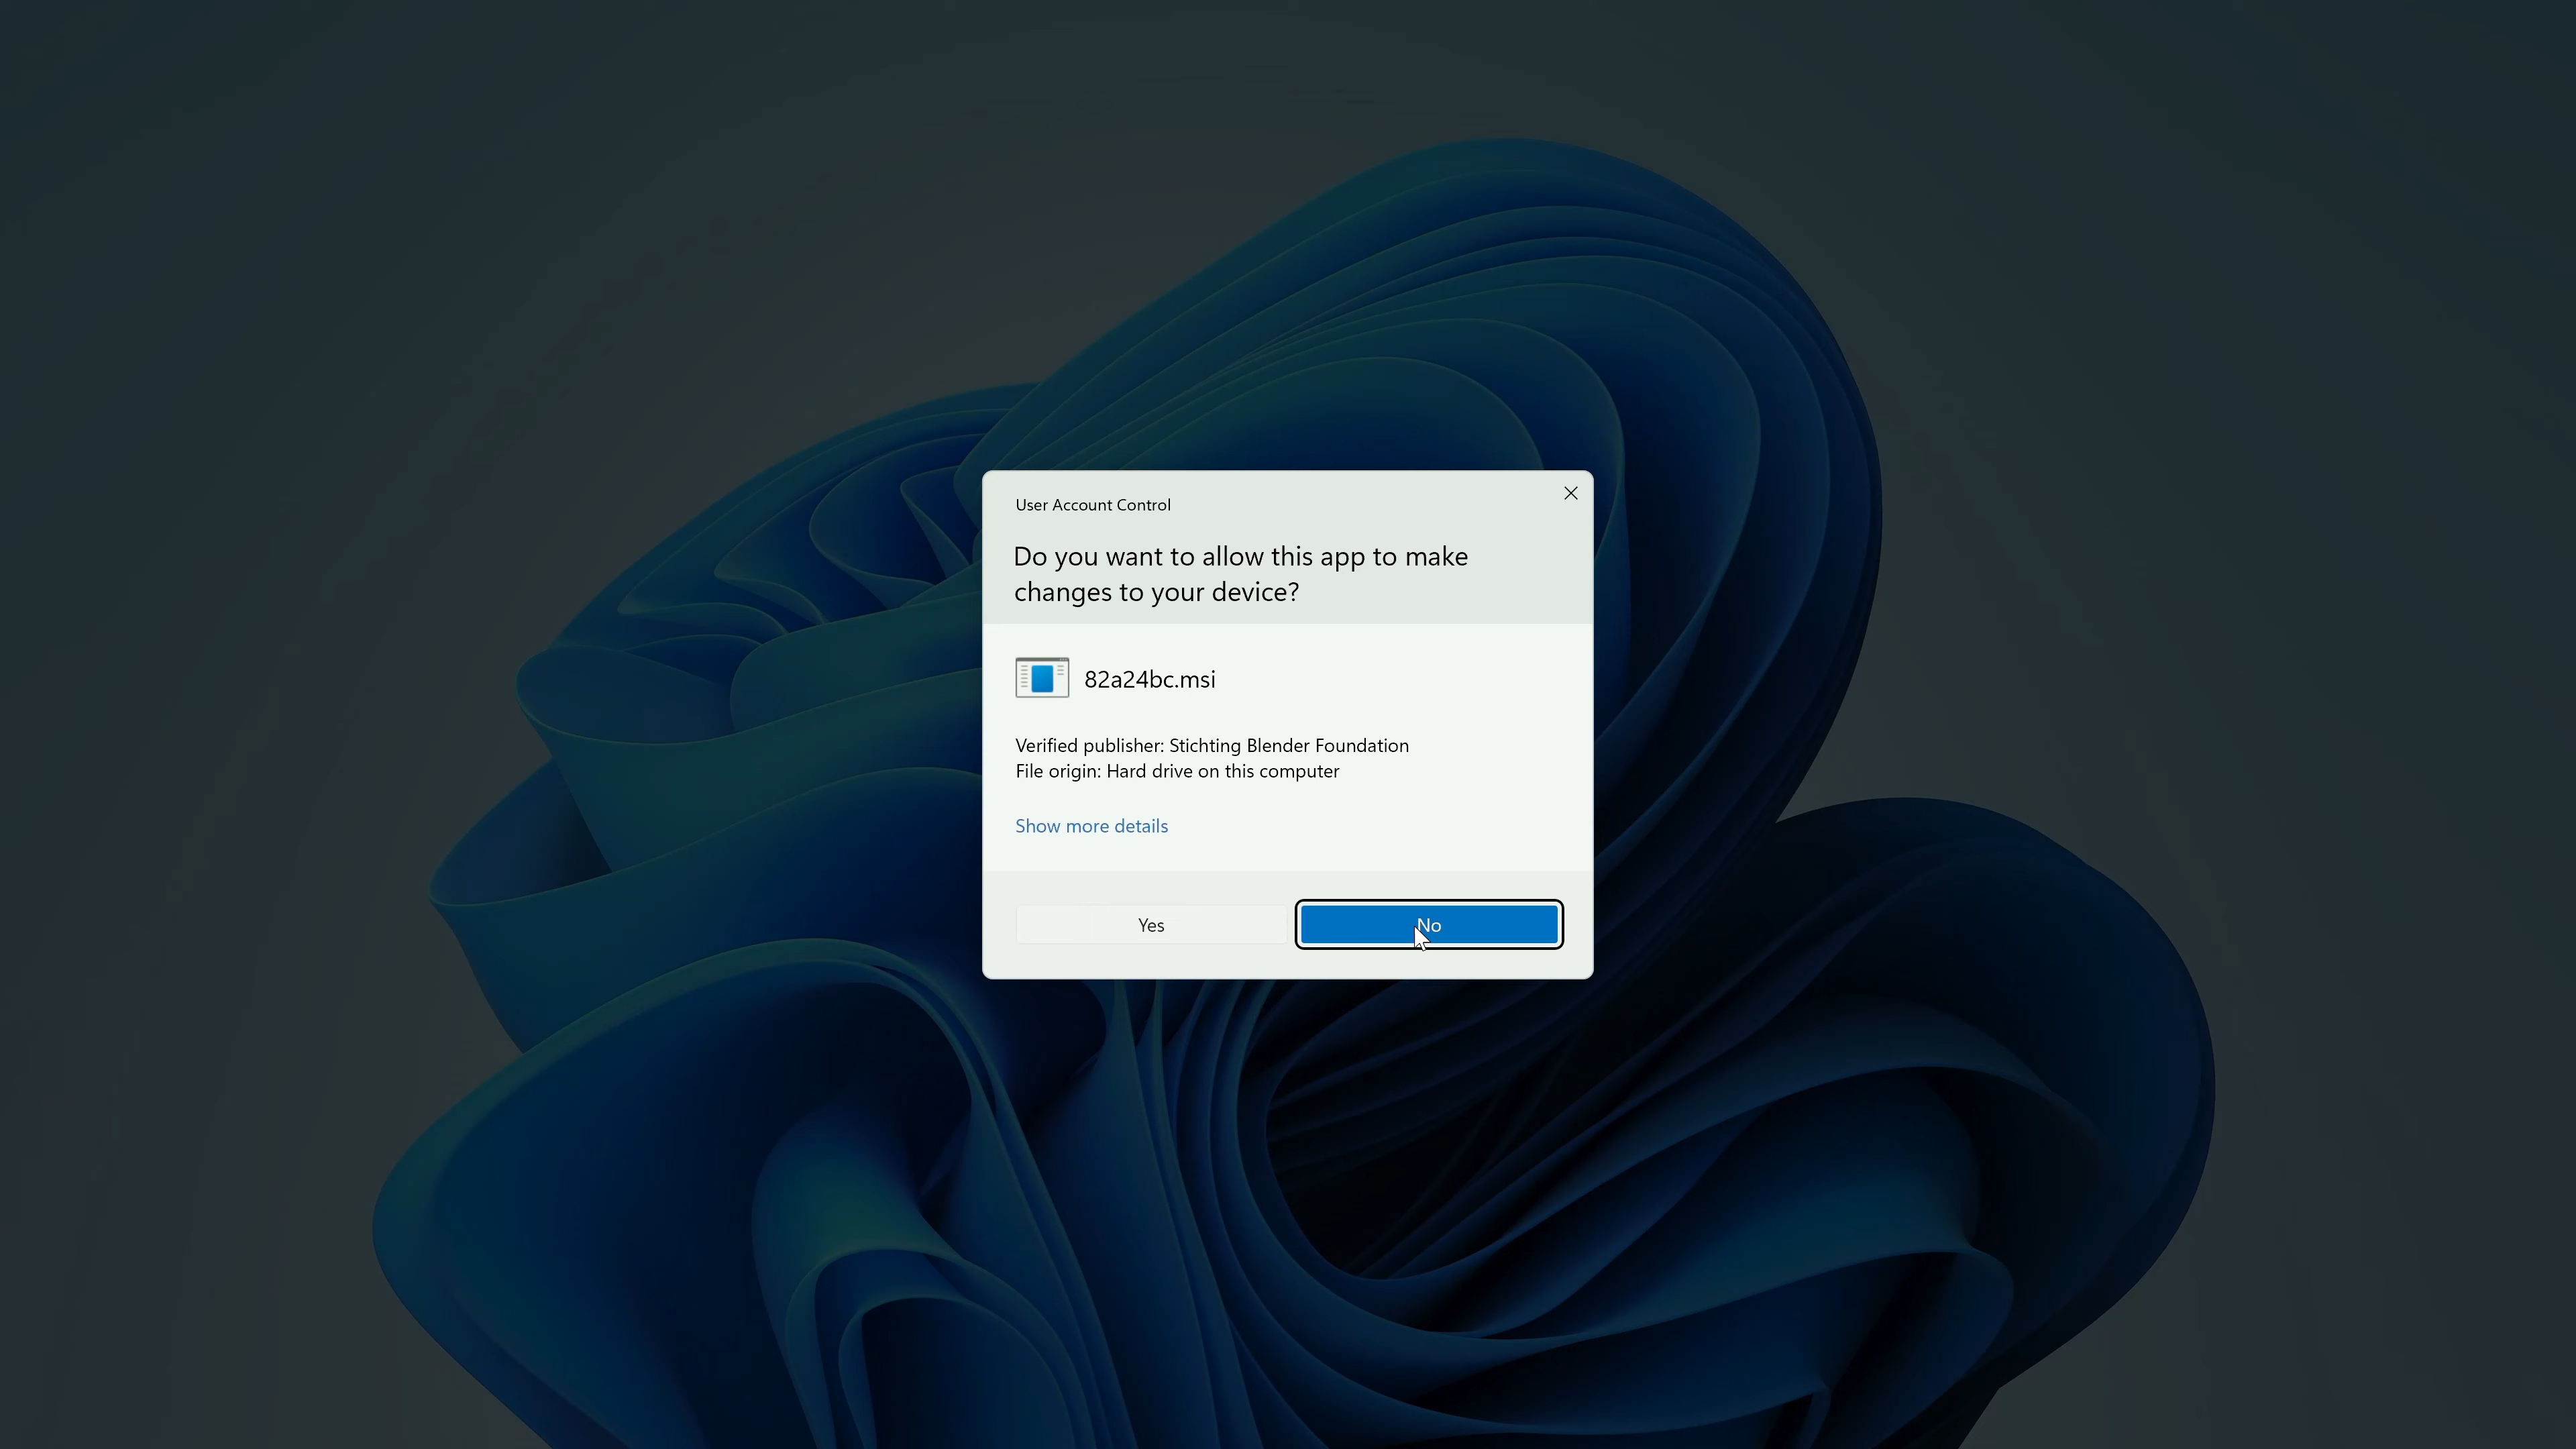 User Account Control
Do you want to allow this app to make
changes to your device?
82a24bc.msi
Verified publisher: Stichting Blender Foundation
File origin: Hard drive on this computer
Show more details
Yes
No